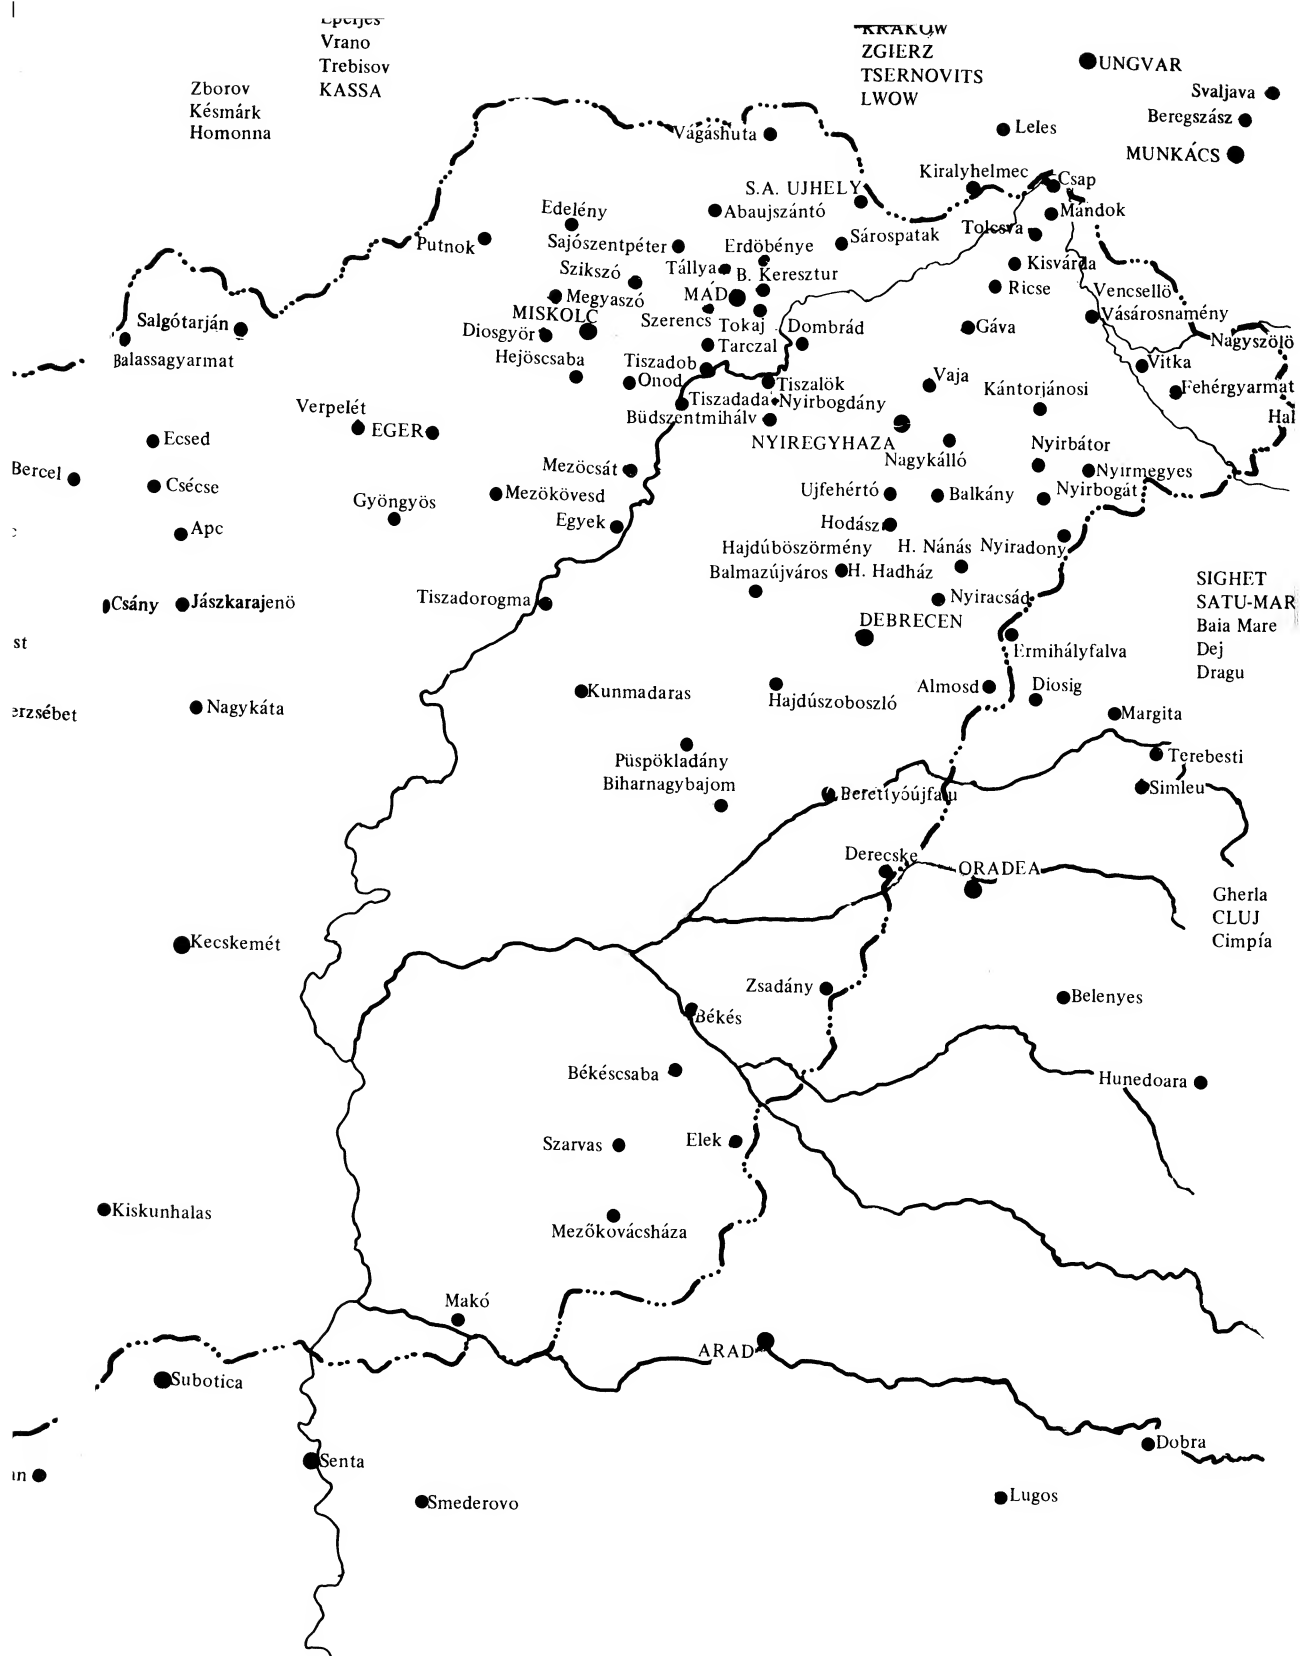 Vrano
Trebisov
KASSA
Zborov
Késmárk
Homonna
KRAKOW
ZGIERZ
TSERNOVITS
LWOW
UNGVAR
Svaljava
Beregszász
MUNKÁCS
Leles
Vágáshuta
Kiralyhelmec
Csap
S.A. UJHELY
Mándok
Abaujszántó
Edelény
Tolcsva
Sárospatak
Putnok
Sajószentpéter
Erdöbénye
Kisvárda
Szikszó
Tállya
B. Keresztur
Ricse
Vencsellö
Megyaszó
MÁD
MISKOLC
Szerencs
Tokaj
Dombrád
Gáva
Vásárosnamény
Salgótarján
Diosgyör
Tarczal
Nagyszölö
Balassagyarmat
Hejöscsaba
Tiszadob
Vitka
Onod
Tiszalök
Vaja
Kántorjánosi
Fehérgyarmat
Tiszadada
Nyirbogdány
Verpelét
Büdszentmihálv
Hal
EGER
NYIREGYHAZA
Ecsed
Nyirbátor
Nagykálló
Bercel
Mezöcsát
Nyirmegyes
Csécse
Mezökövesd
Ujfehértó
Balkány
Nyirbogát
Gyöngyös
Egyek
Hodász
Apc
Hajdúböszörmény
H. Nánás
Nyiradony
Balmazújváros
H. Hadház
SIGHET
SATU-MAR
Baia Mare
Dej
Dragu
Csány
Jászkarajenö
Tiszadorogma
Nyiracsád
DEBRECEN
st
Ermihályfalva
Kunmadaras
Hajdúszoboszló
Almosd
Diosig
erzsébet
Nagykáta
Margita
Püspökladány
Terebesti
Biharnagybajom
Berettyóújfalu
Simleu
Derecske
ORADEA
Gherla
CLUJ
Cimpía
Kecskemét
Zsadány
Belenyes
Békés
Békéscsaba
Hunedoara
Szarvas
Elek
Kiskunhalas
Mezőkovácsháza
Makó
ARAD
Subotica
Dobra
Senta
an
Smederovo
Lugos